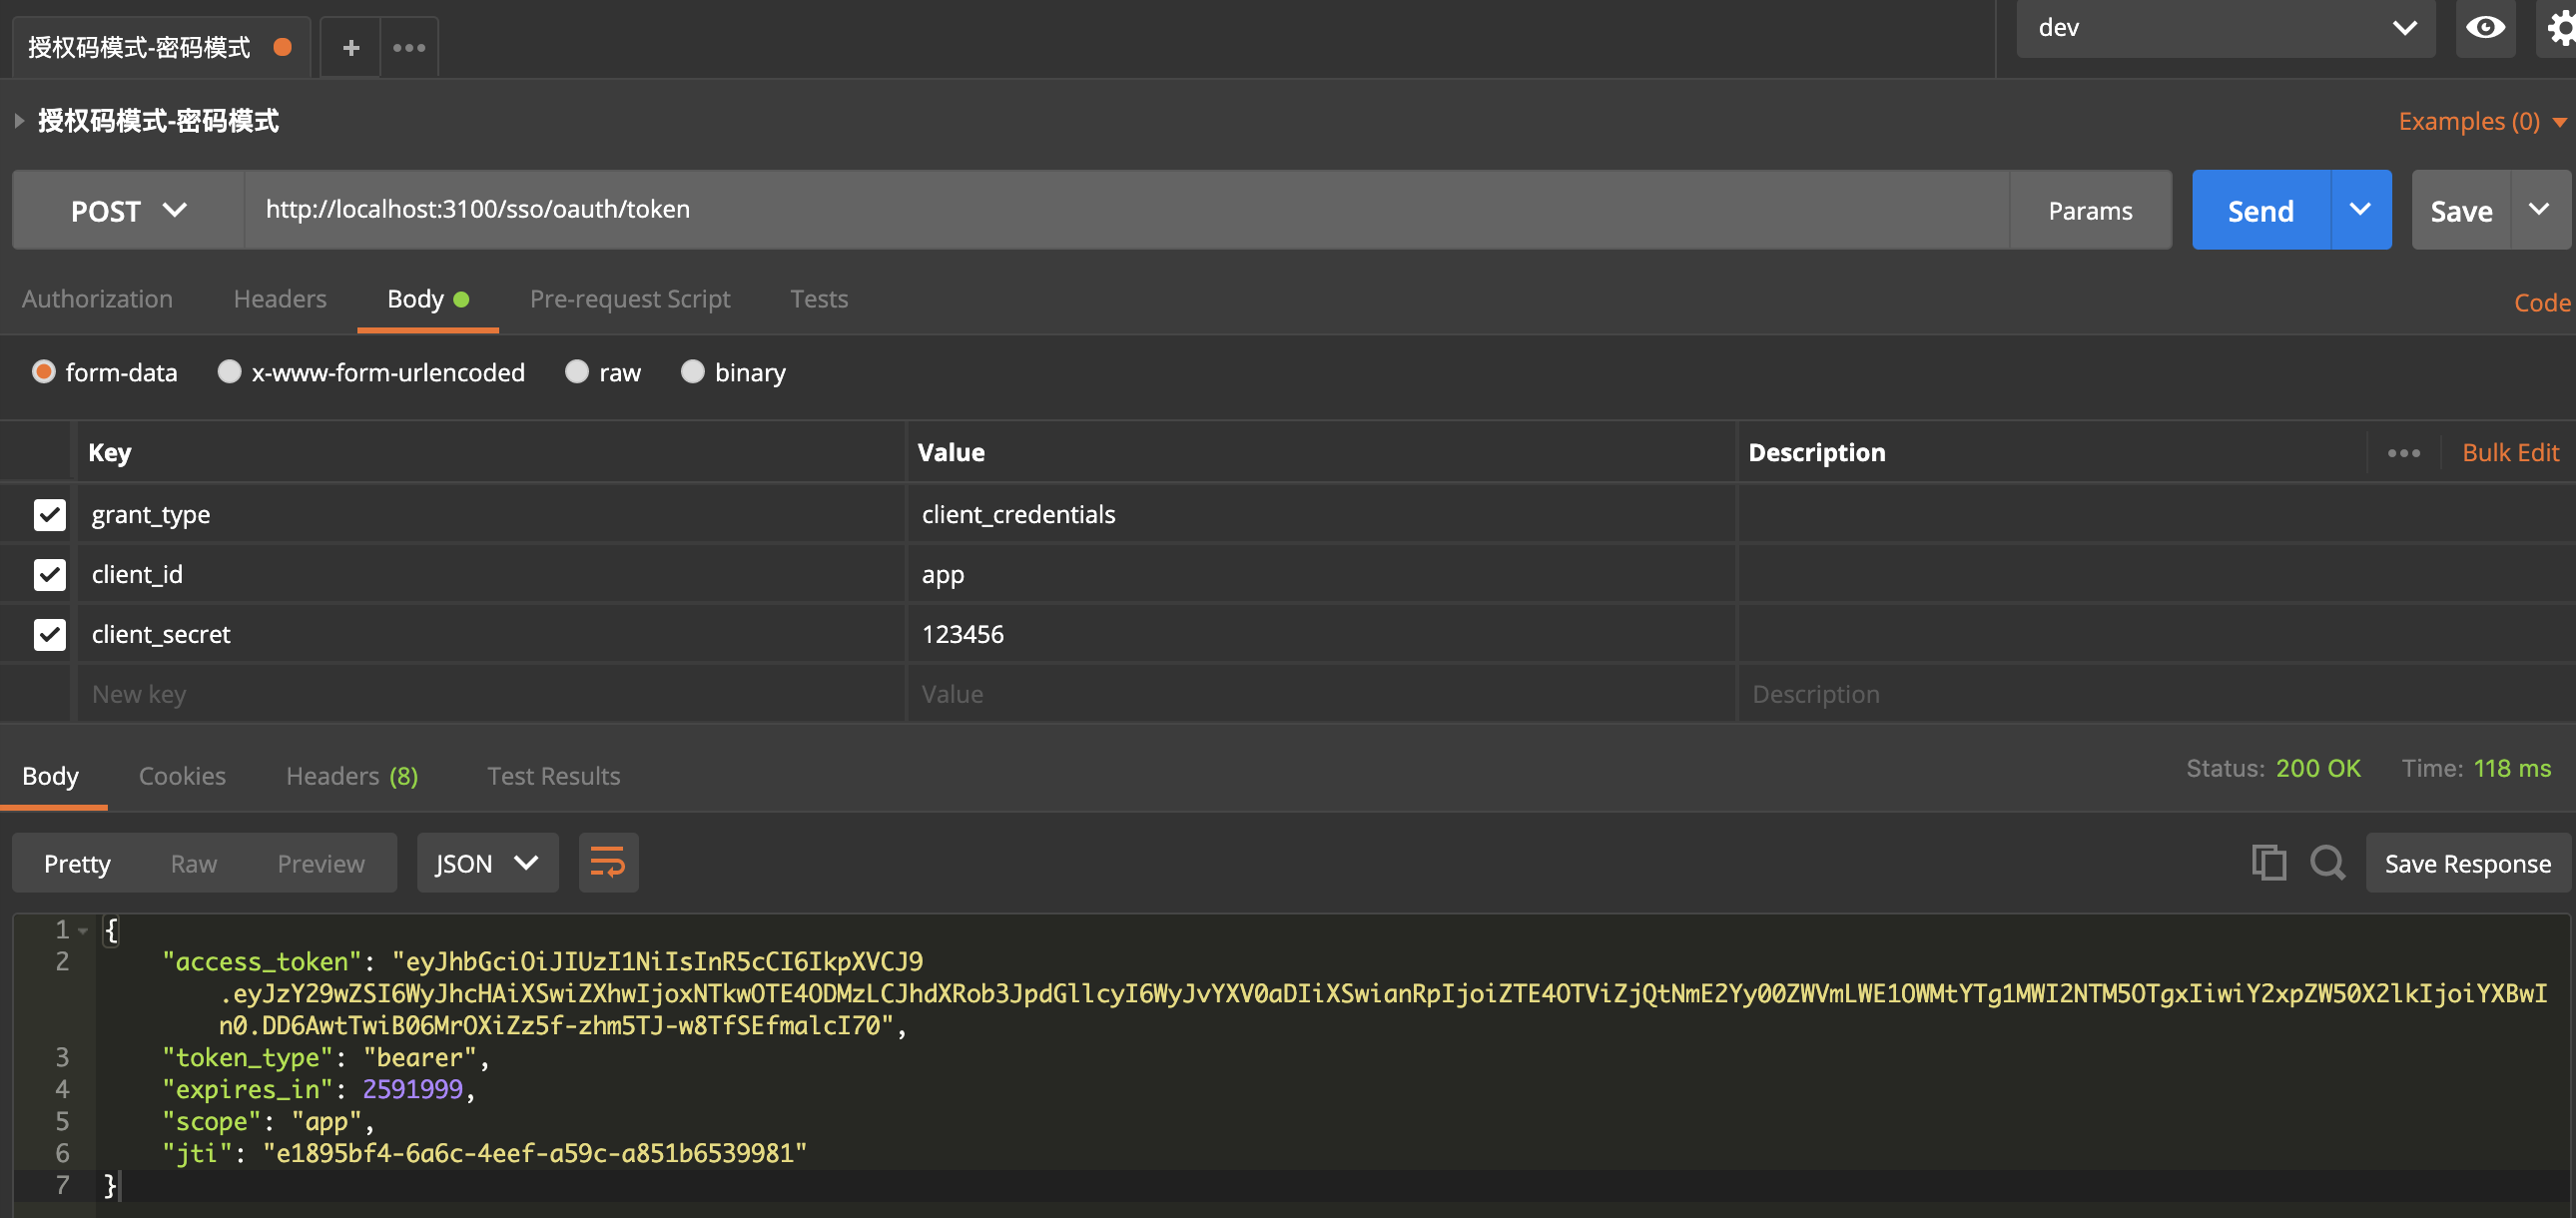 授权码模式-密码模式
dev
授权码模式-密码模式
Examples (0)
POST http://localhost:3100/sso/oauth/token Params Send Save
Authorization Headers Body Pre-request Script Tests Code
form-data x-www-form-urlencoded raw binary
Key Value Description Bulk Edit
grant_type client_credentials
client_id app
client_secret 123456
New key Value Description
Body Cookies Headers (8) Test Results Status: 200 OK Time: 118 ms
Pretty Raw Preview JSON Save Response
1 {
2 "access_token": "eyJhbGciOiJIUzI1NiIsInR5cCI6IkpXVCJ9
.eyJzY29wZSI6WyJhcHAiXSwiZXhwIjoxNTkwOTE4ODMzLCJhdXRob3JpdGllcyI6WyJvYXV0aDIiXSwianRpIjoiZTE4OTViZjQtNmE2Yy00ZWVmLWE1OWMtYTg1MWI2NTM5OTgxIiwiY2xpZW50X2lkIjoiYXBwI
n0.DD6AwtTwiB06MrOXiZz5f-zhm5TJ-w8TfSEfmalcI70",
3 "token_type": "bearer",
4 "expires_in": 2591999,
5 "scope": "app",
6 "jti": "e1895bf4-6a6c-4eef-a59c-a851b6539981"
7 }